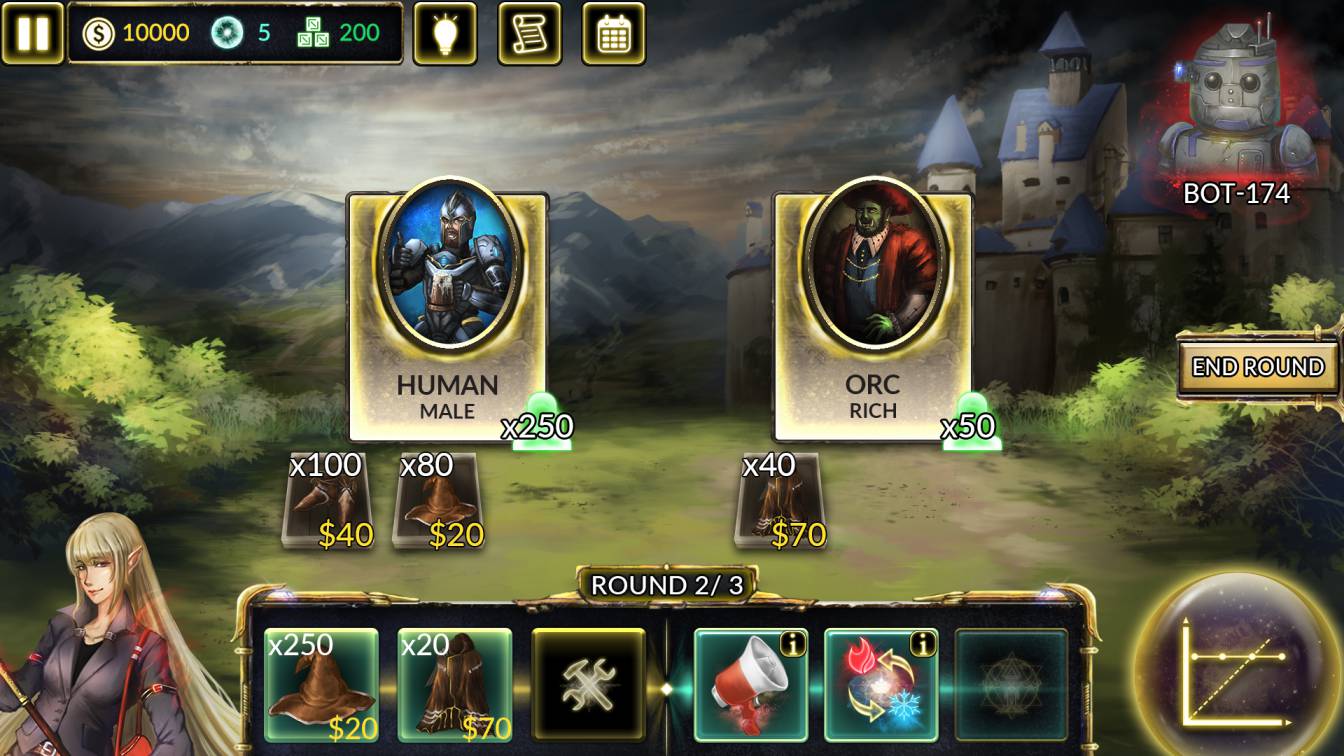 10000 5 200
BOT-174
END ROUND
HUMAN
MALE
x250
ORC
RICH
x50
x100
$40
x80
$20
x40
$70
ROUND 2/ 3
x250
$20
x20
$70
i
i